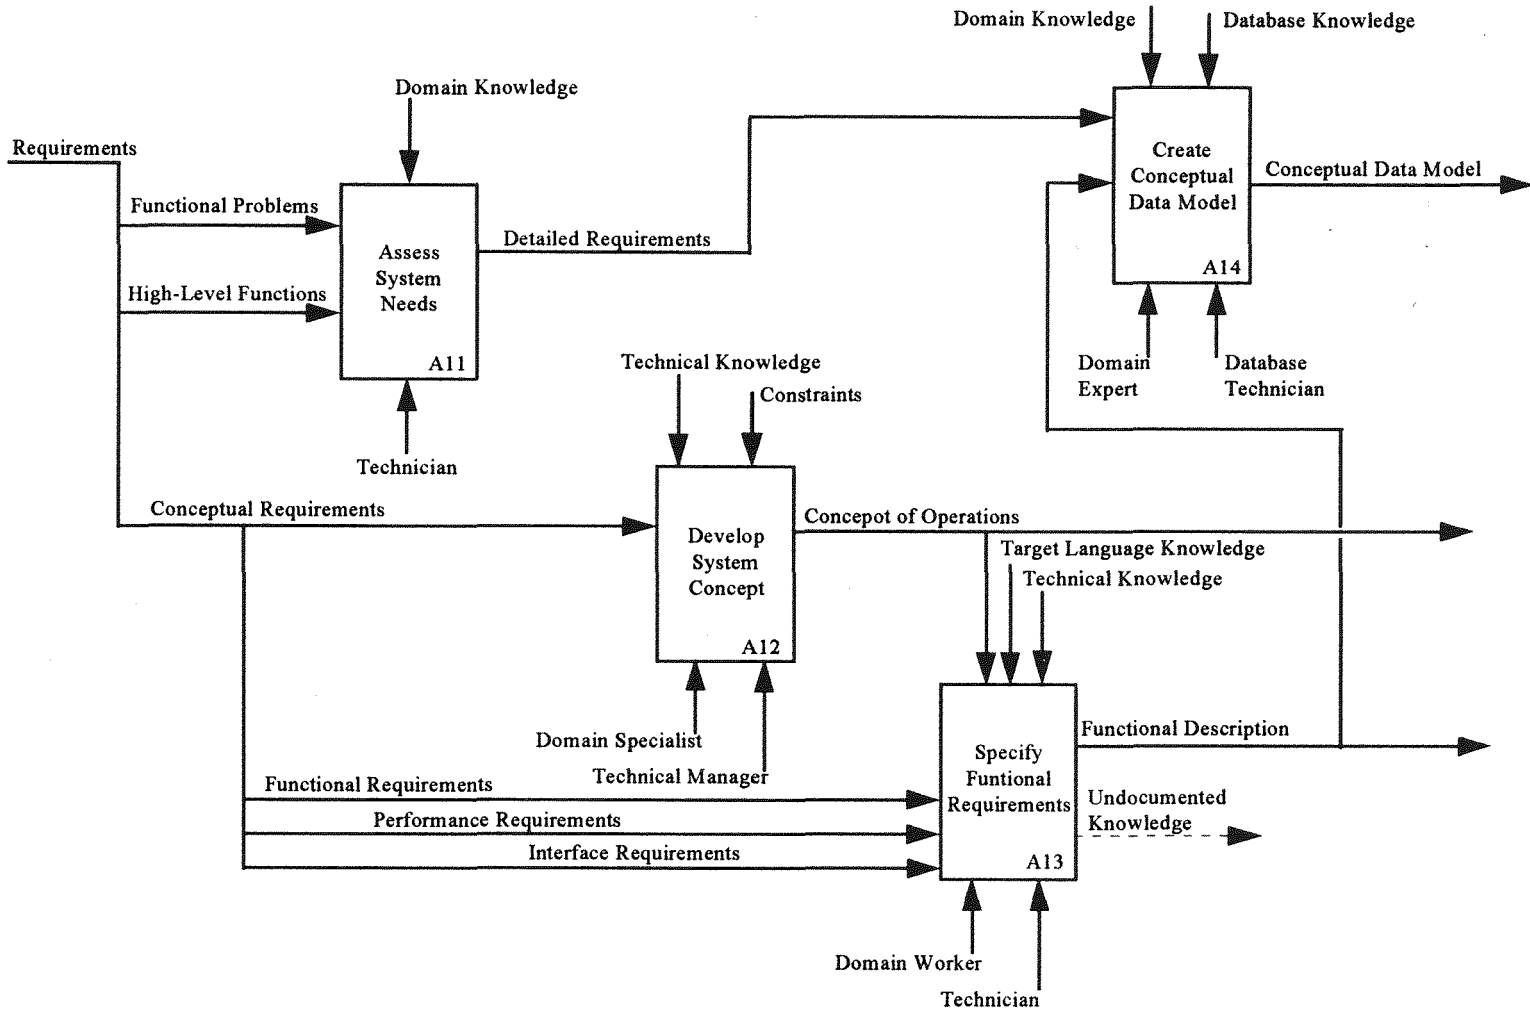 Domain Knowledge
Database Knowledge
Domain Knowledge
Requirements
Functional Problems
High-Level Functions
Assess
System
Needs
A11
Technician
Detailed Requirements
Create
Conceptual
Data Model
A14
Conceptual Data Model
Domain
Expert
Database
Technician
Technical Knowledge
Constraints
Conceptual Requirements
Develop
System
Concept
A12
Concepot of Operations
Target Language Knowledge
Technical Knowledge
Domain Specialist
Technical Manager
Functional Requirements
Performance Requirements
Interface Requirements
Specify
Funtional
Requirements
A13
Functional Description
Undocumented
Knowledge
Domain Worker
Technician